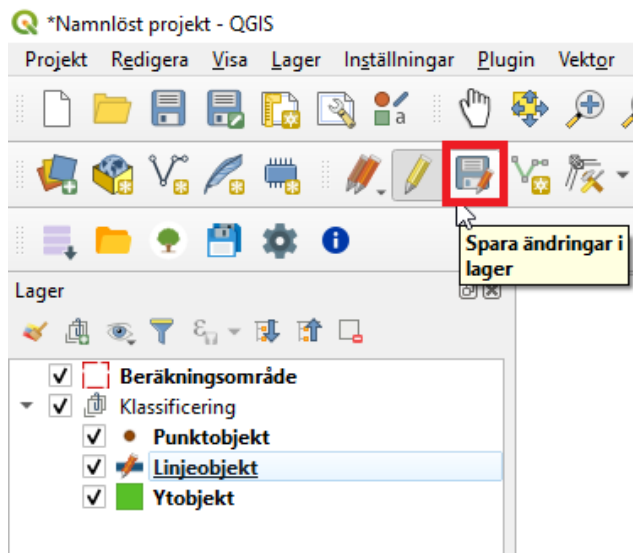 *Namnlöst projekt - QGIS
Projekt Redigera Visa Lager Inställningar Plugin Vektor
a
Spara ändringar i
lager
Lager
ε
Beräkningsområde
Klassificering
Punktobjekt
Linjeobjekt
Ytobjekt